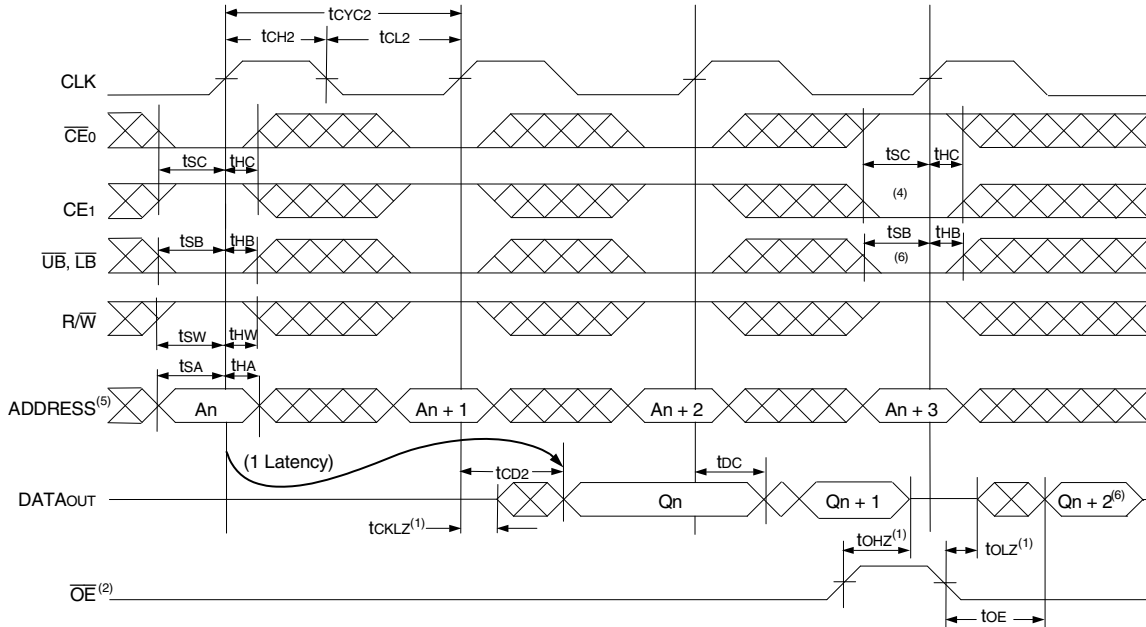 tCYC2
tCH2 tCL2
CLK
CE0
tSC tHC tSC tHC
(4)
CE1
tSB tHB tSB tHB
UB, LB (6)
R/W
tSW tHW
tSA tHA
ADDRESS(5) An An + 1 An + 2 An + 3
(1 Latency) tCD2 tDC
DATAOUT Qn Qn + 1 Qn + 2(6)
tCKLZ(1) tOHZ(1) tOLZ(1)
OE(2)
tOE